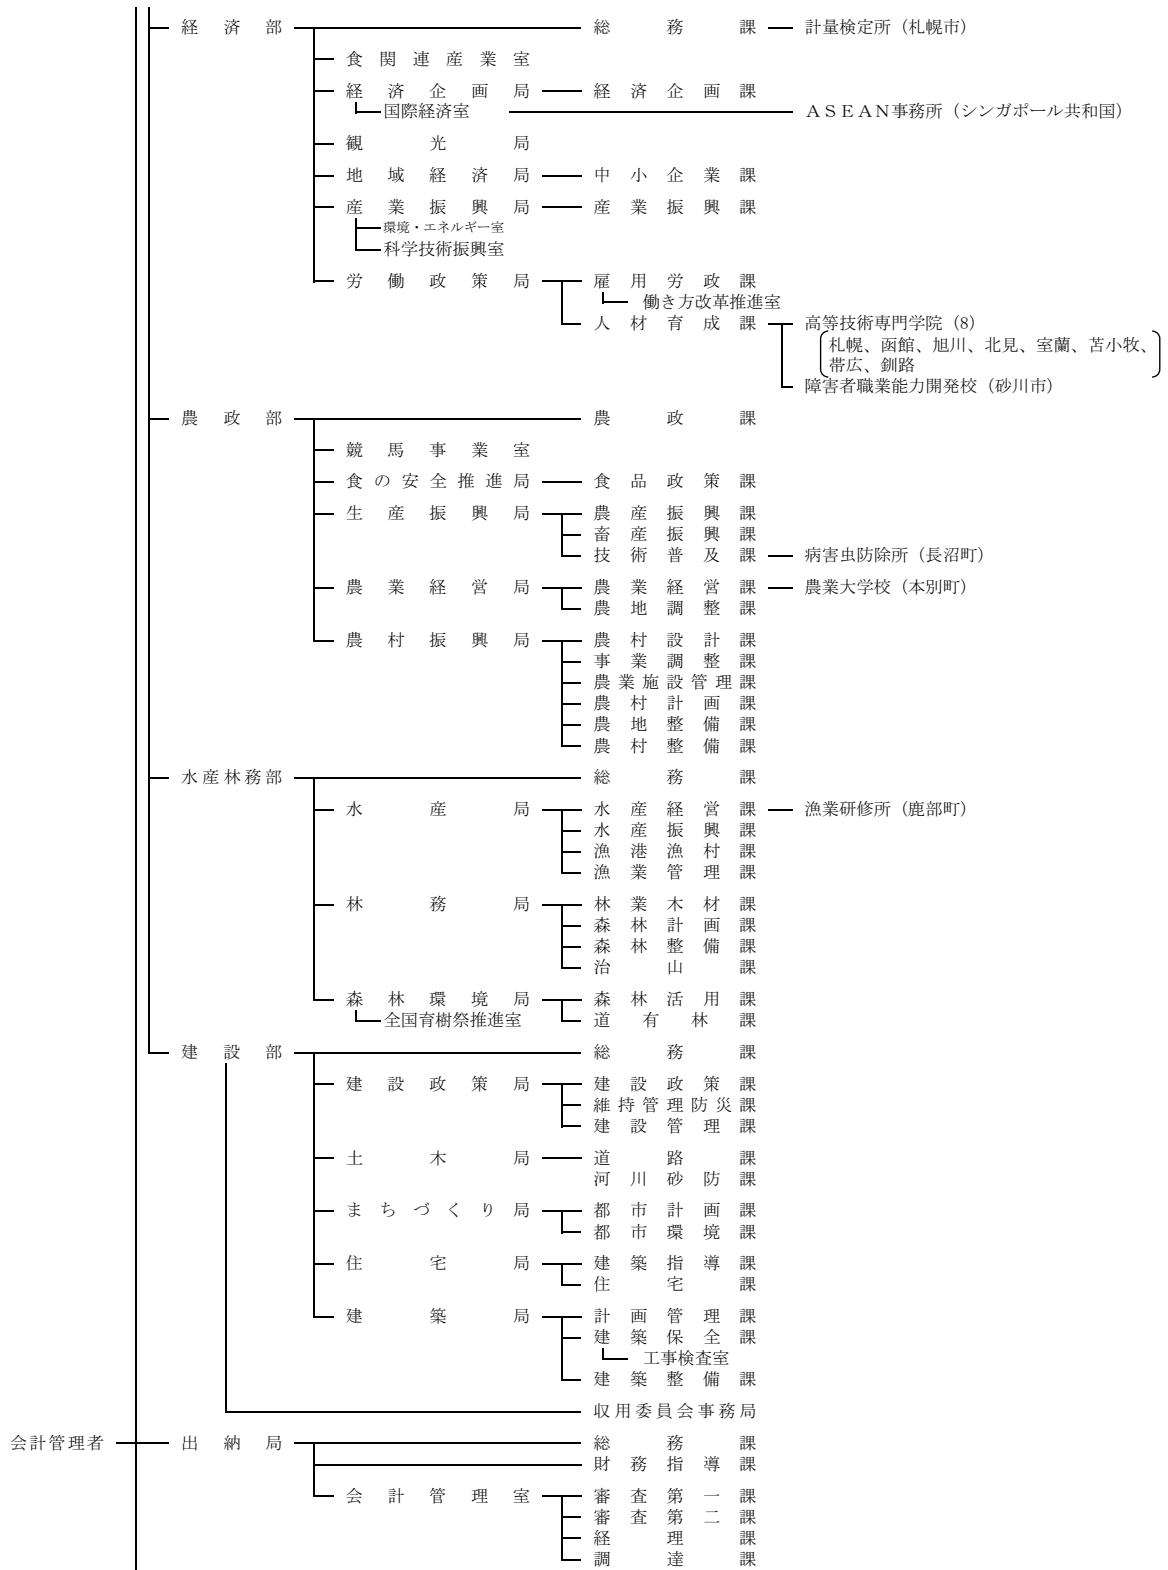 経済部 総務課 計量検定所（札幌市）
食関連産業室
経済企画局 経済企画課
国際経済室 ＡＳＥＡＮ事務所（シンガポール共和国）
観光局
地域経済局 中小企業課
産業振興局 産業振興課
環境・エネルギー室
科学技術振興室
労働政策局 雇用労政課
働き方改革推進室
人材育成課 高等技術専門学院（8）
札幌、函館、旭川、北見、室蘭、苫小牧、
帯広、釧路
障害者職業能力開発校（砂川市）
農政部 農政課
競馬事業室
食の安全推進局 食品政策課
生産振興局 農産振興課
畜産振興課
技術普及課 病害虫防除所（長沼町）
農業経営局 農業経営課 農業大学校（本別町）
農地調整課
農村振興局 農村設計課
事業調整課
農業施設管理課
農村計画課
農地整備課
農村整備課
水産林務部 総務課
水産局 水産経営課 漁業研修所（鹿部町）
水産振興課
漁港漁村課
漁業管理課
林務局 林業木材課
森林計画課
森林整備課
治山課
森林環境局 森林活用課
全国育樹祭推進室 道有林課
建設部 総務課
建設政策局 建設政策課
維持管理防災課
建設管理課
土木局 道路課
河川砂防課
まちづくり局 都市計画課
都市環境課
住宅局 建築指導課
住宅課
建築局 計画管理課
建築保全課
工事検査室
建築整備課
収用委員会事務局
会計管理者 出納局 総務課
財務指導課
会計管理室 審査第一課
審査第二課
経理課
調達課